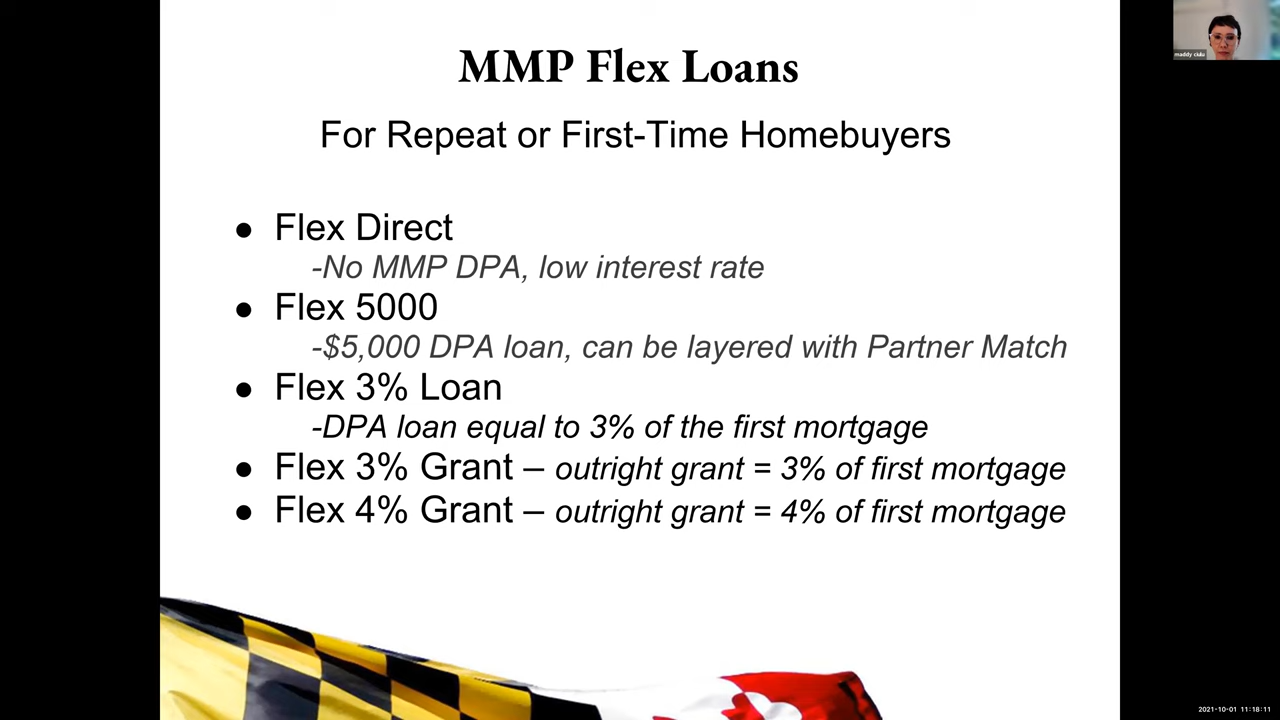 MMP Flex Loans
For Repeat or First-Time Homebuyers
● Flex Direct
-No MMP DPA, low interest rate
● Flex 5000
-$5,000 DPA loan, can be layered with Partner Match
● Flex 3% Loan
-DPA loan equal to 3% of the first mortgage
● Flex 3% Grant – outright grant = 3% of first mortgage
● Flex 4% Grant – outright grant = 4% of first mortgage
maddy ciulu
2021-10-01 11:18:11